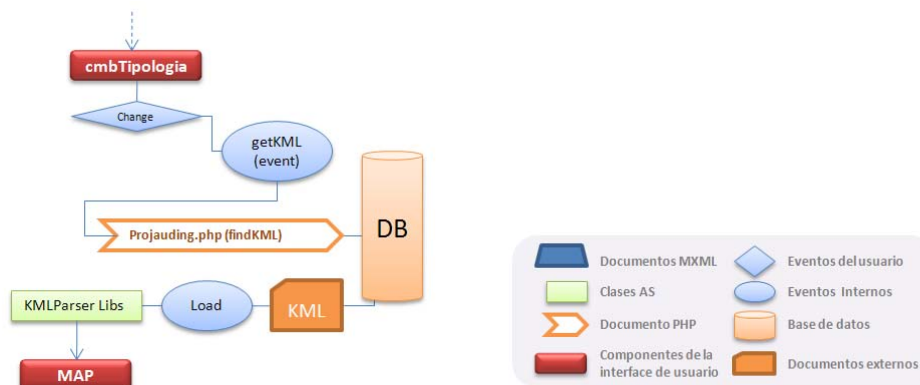 cmbTipologia
Change
getKML
(event)
Projauding.php (findKML)
DB
KMLParser Libs
Load
KML
MAP
Documentos MXML
Eventos del usuario
Clases AS
Eventos Internos
Documento PHP
Base de datos
Componentes de la
interface de usuario
Documentos externos